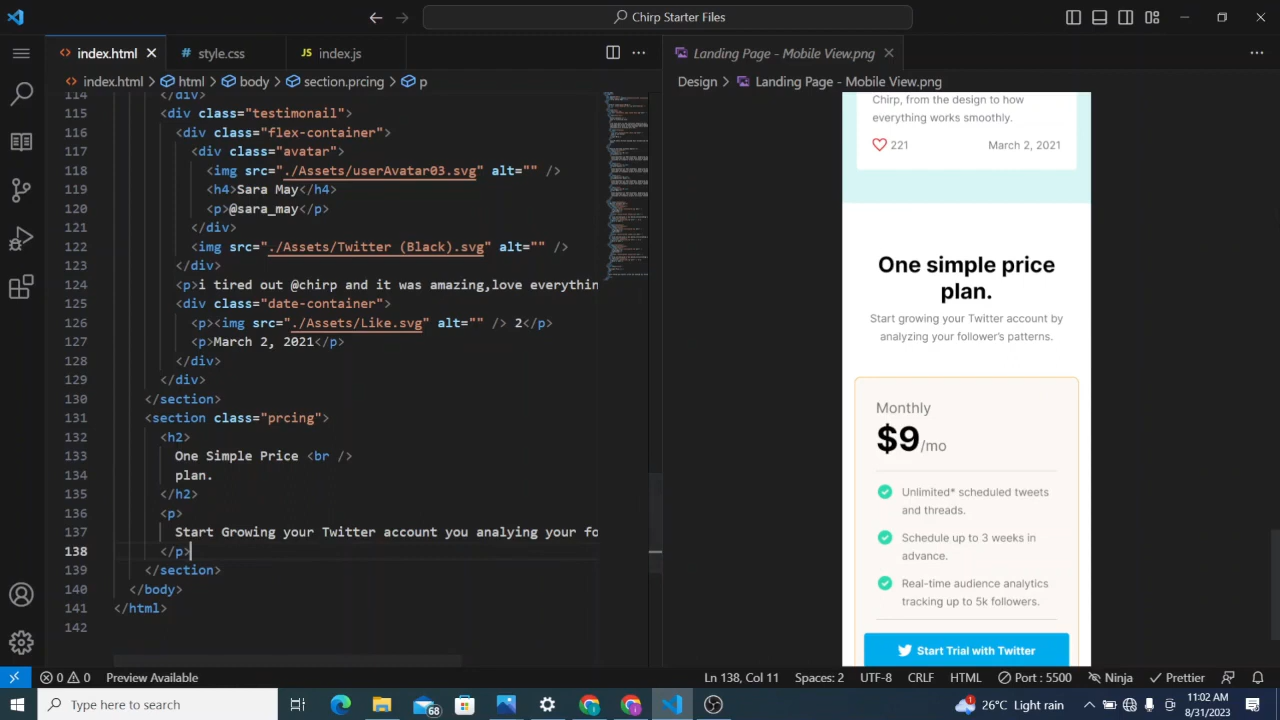 Chirp Starter Files
index.html
style.css
JS index.js
Landing Page - Mobile View.png
index.html > html > body > section.prcing > p
Design > Landing Page - Mobile View.png
114 </div>
115 <div class="testimonial">
116 <div class="flex-container">
117 <div class="avatar">
118 <img src="./Assets/userAvatar03.svg" alt="" />
119 <h4>Sara May</h4>
120 <p>@sara_may</p>
121 </div>
122 <img src="./Assets/Twitter (Black).svg" alt="" />
123 </div>
124 <p>Tried ot @chirp and it was amazing,love everythin
125 <div class="date-container">
126 <p><img src="./Assets/Like.svg" alt="" /> 2</p>
127 <p>Maror 2,2021</p>
128 </div>
129 </div>
130 </section>
131 <section class="prcing">
132 <h2>
133 One Simple Price <br />
134 plan.
135 </h2>
136 <p>
137 Start Growing your Twitter account you analying your fo
138 </p>
139 </section>
140 </body>
141 </html>
142
Chirp, from the design to how
everything works smoothly.
221 March 2, 2021
One simple price
plan.
Start growing your Twitter account by
analyzing your follower's patterns.
Monthly
$9/mo
Unlimited* scheduled tweets
and threads.
Schedule up to 3 weeks in
advance.
Real-time audience analytics
tracking up to 5k followers.
Start Trial with Twitter
0 0 Preview Available
Ln 138, Col 11 Spaces: 2 UTF-8 CRLF HTML Port : 5500 Ninja Prettier
Type here to search
68
1
26°C Light rain
11:02 AM
8/31/2023